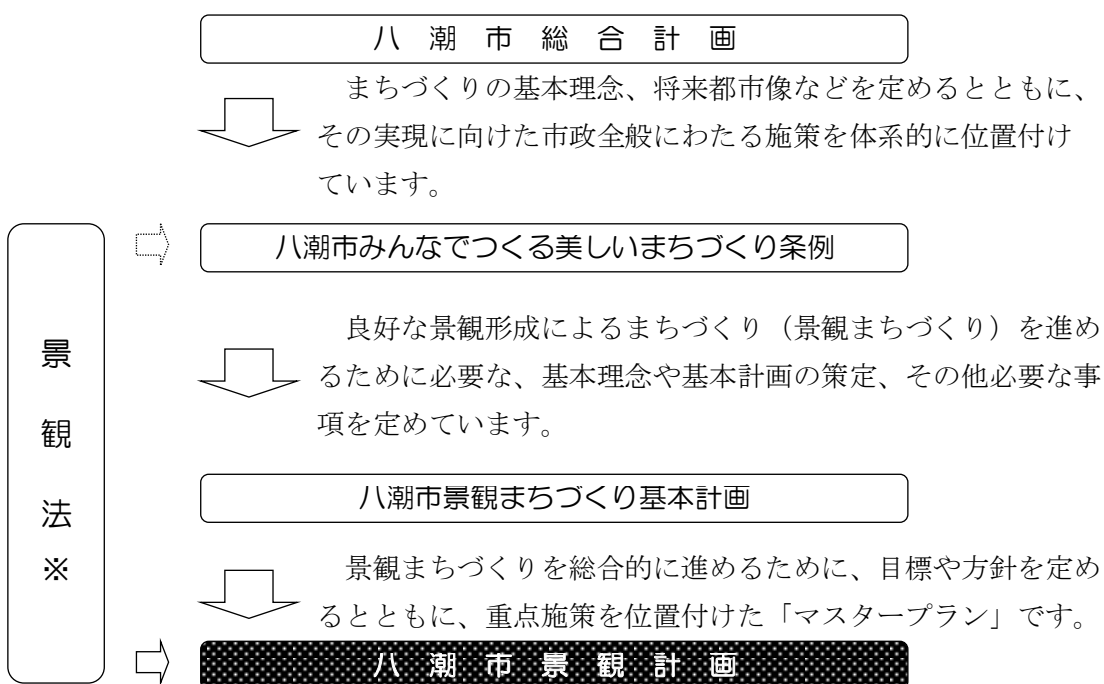 八潮市総合計画
まちづくりの基本理念、将来都市像などを定めるとともに、
その実現に向けた市政全般にわたる施策を体系的に位置付け
ています。
景観法※
八潮市みんなでつくる美しいまちづくり条例
良好な景観形成によるまちづくり（景観まちづくり）を進め
るために必要な、基本理念や基本計画の策定、その他必要な事
項を定めています。
八潮市景観まちづくり基本計画
景観まちづくりを総合的に進めるために、目標や方針を定め
るとともに、重点施策を位置付けた「マスタープラン」です。
八潮市景観計画